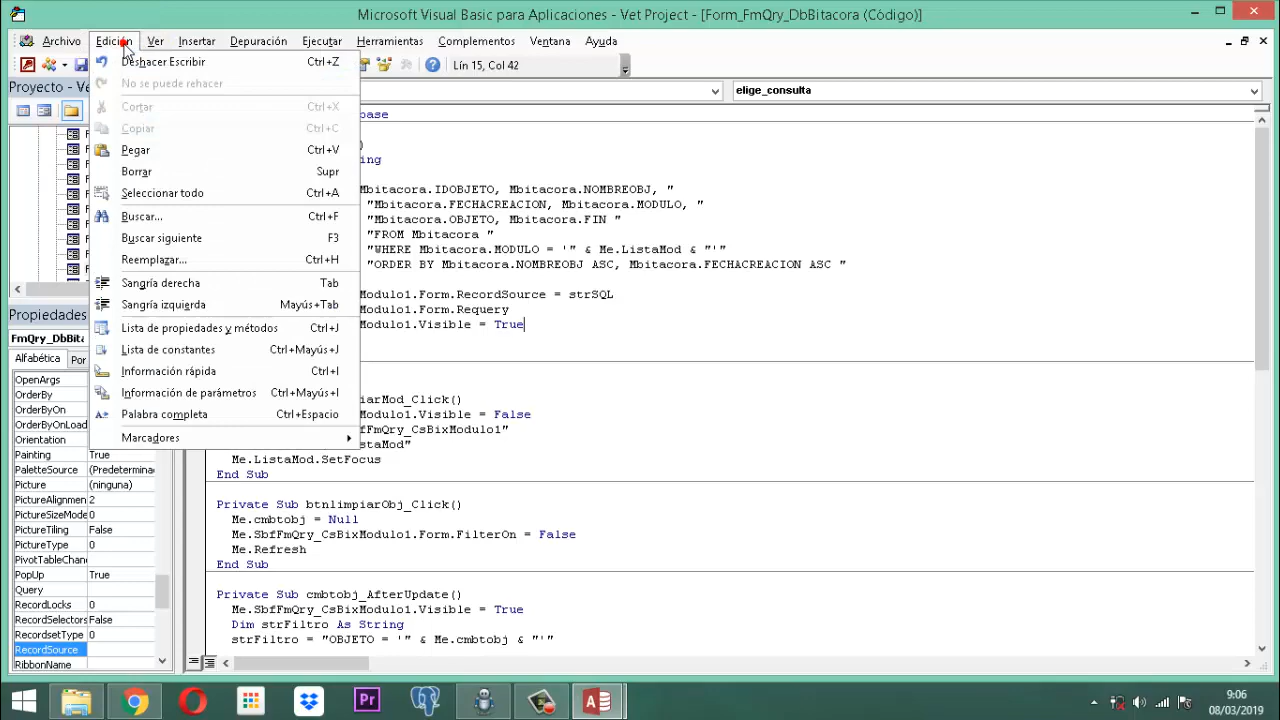 Microsoft Visual Basic para Aplicaciones - Vet Project - [Form_FmQry_DbBitacora (Código)]
Archivo Edición Ver Insertar Depuración Ejecutar Herramientas Complementos Ventana Ayuda
Lín 15, Col 42
Proyecto - Ve
elige_consulta
Deshacer Escribir Ctrl+Z
No se puede rehacer
Cortar Ctrl+X
Copiar Ctrl+C
Pegar Ctrl+V
Borrar Supr
Seleccionar todo Ctrl+A
Buscar... Ctrl+F
Buscar siguiente F3
Reemplazar... Ctrl+H
Sangría derecha Tab
Sangría izquierda Mayús+Tab
Lista de propiedades y métodos Ctrl+J
Lista de constantes Ctrl+Mayús+J
Información rápida Ctrl+I
Información de parámetros Ctrl+Mayús+I
Palabra completa Ctrl+Espacio
Marcadores
base
)
ing
Mbitacora.IDOBJETO, Mbitacora.NOMBREOBJ, "
"Mbitacora.FECHACREACION, Mbitacora.MODULO, "
"Mbitacora.OBJETO, Mbitacora.FIN "
"FROM Mbitacora "
"WHERE Mbitacora.MODULO = '" & Me.ListaMod & "'"
"ORDER BY Mbitacora.NOMBREOBJ ASC, Mbitacora.FECHACREACION ASC "
Modulo1.Form.RecordSource = strSQL
Modulo1.Form.Requery
Modulo1.Visible = True
iarMod_Click()
Modulo1.Visible = False
fFmQry_CsBixModulo1"
staMod"
Me.ListaMod.SetFocus
End Sub
Private Sub btnlimpiarObj_Click()
Me.cmbtobj = Null
Me.SbfFmQry_CsBixModulo1.Form.FilterOn = False
Me.Refresh
End Sub
Private Sub cmbtobj_AfterUpdate()
Me.SbfFmQry_CsBixModulo1.Visible = True
Dim strFiltro As String
strFiltro = "OBJETO = '" & Me.cmbtobj & "'"
Propiedades
FmQry_DbBita
Alfabética Por
OpenArgs
OrderBy
OrderByOn
OrderByOnLoad
Orientation
Painting True
PaletteSource (Predetermina
Picture (ninguna)
PictureAlignmen 2
PictureSizeMode 0
PictureTiling False
PictureType 0
PivotTableChang
PopUp True
Query
RecordLocks 0
RecordSelectors False
RecordsetType 0
RecordSource
RibbonName
Pr
9:06
08/03/2019